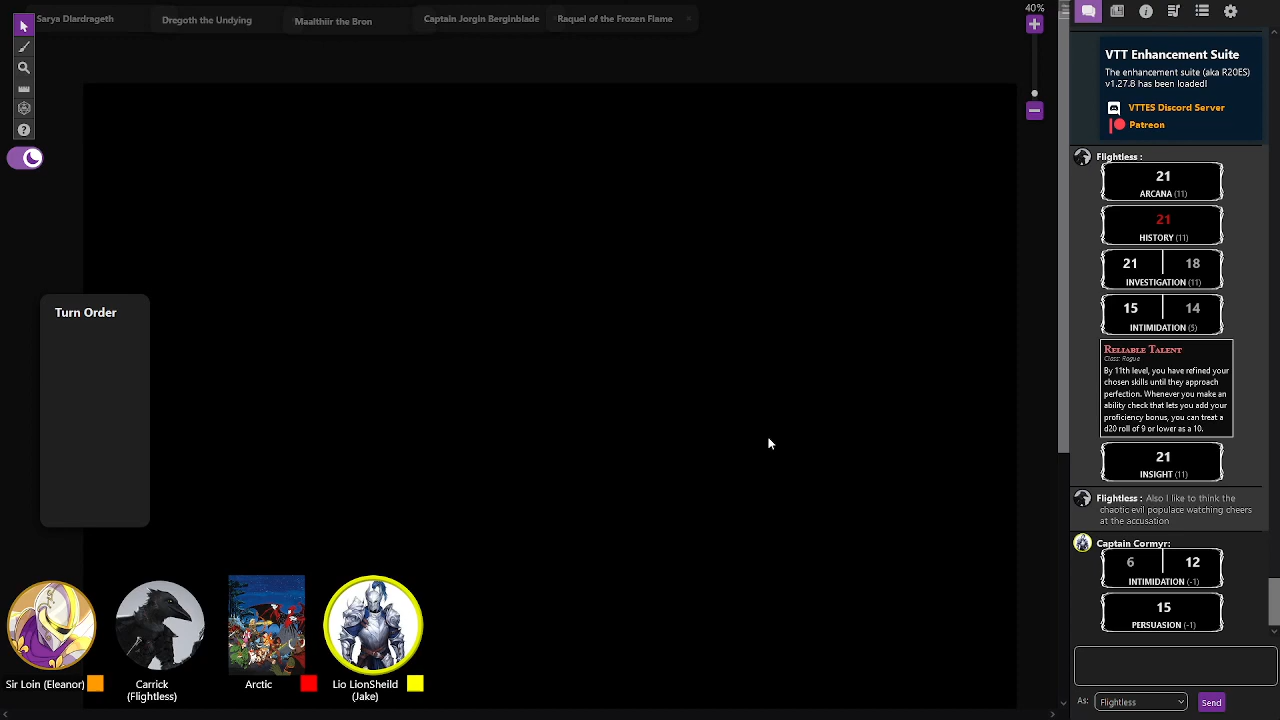 Sarya Dlardrageth
Dregoth the Undying
Maalthiir the Bron
Captain Jorgin Berginblade
Raquel of the Frozen Flame
40%
VTT Enhancement Suite
The enhancement suite (aka R20ES)
v1.27.8 has been loaded!
VTTES Discord Server
Patreon
Flightless :
21
ARCANA (11)
21
HISTORY (11)
21 18
INVESTIGATION (11)
15 14
INTIMIDATION (5)
RELIABLE TALENT
Class: Rogue
By 11th level, you have refined your
chosen skills until they approach
perfection. Whenever you make an
ability check that lets you add your
proficiency bonus, you can treat a
d20 roll of 9 or lower as a 10.
21
INSIGHT (11)
Flightless : Also I like to think the
chaotic evil populace watching cheers
at the accusation
Captain Cormyr:
6 12
INTIMIDATION (-1)
15
PERSUASION (-1)
As: Flightless
Send
Turn Order
Sir Loin (Eleanor)
Carrick
(Flightless)
Arctic
Lio LionSheild
(Jake)